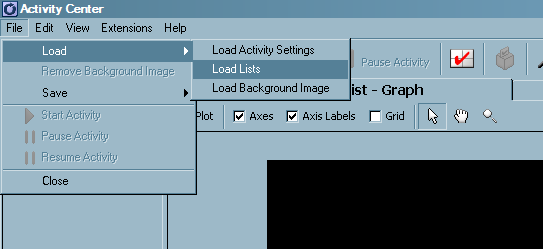 Activity Center
File Edit View Extensions Help
Load
Load Activity Settings
Remove Background Image
Load Lists
Save
Load Background Image
Pause Activity
ist - Graph
Start Activity
Pause Activity
Resume Activity
Close
Plot Axes Axis Labels Grid